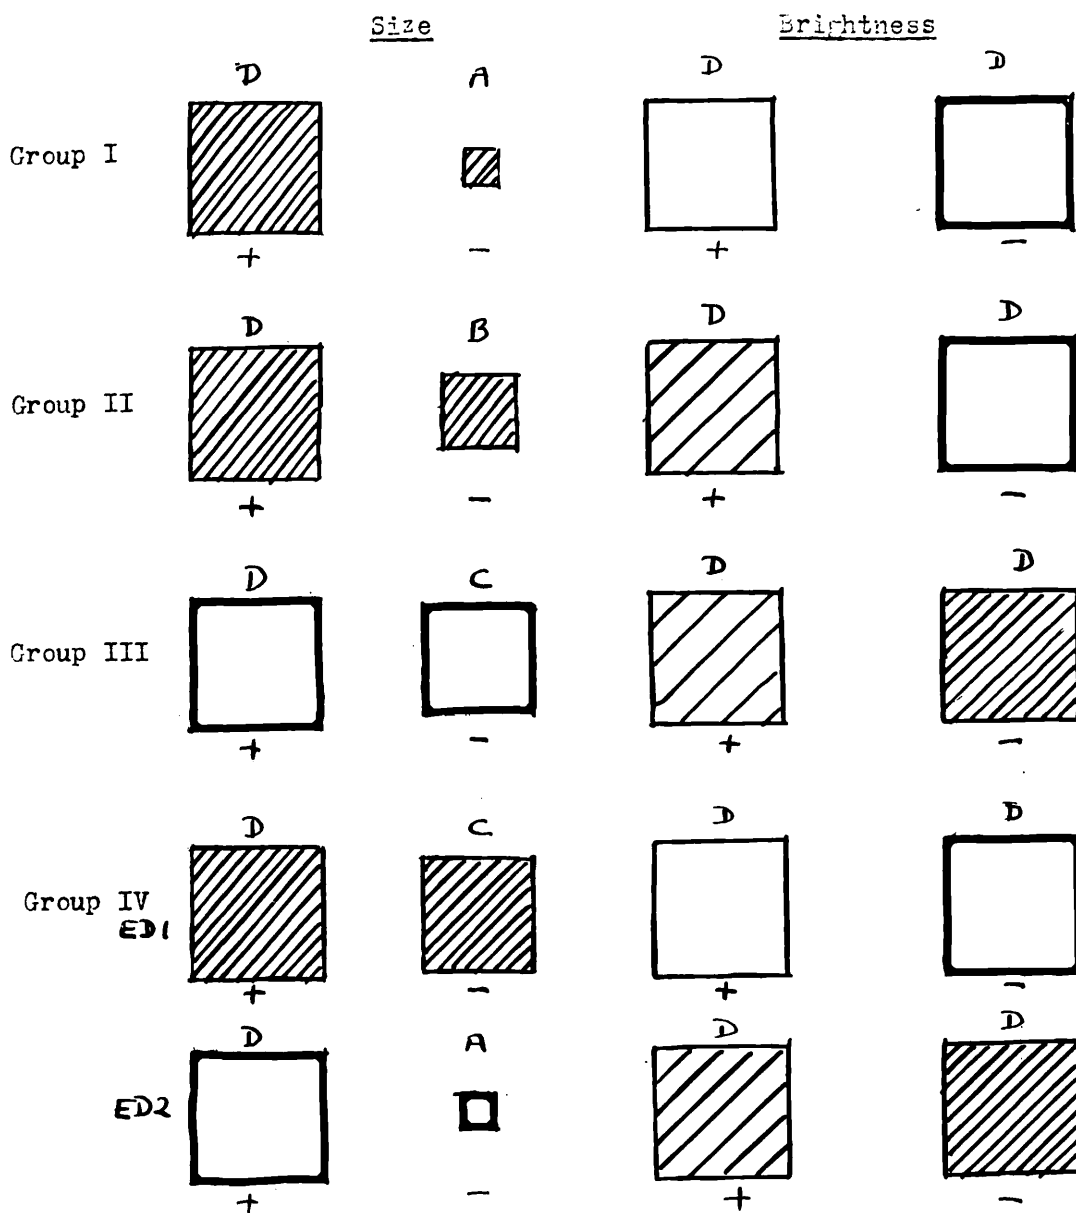 Size Brightness
D A D D
Group I
+ - + -
D B D D
Group II
+ - + -
D C D D
Group III
+ - + -
D C D D
Group IV
ED1
+ - + -
D A D D
ED2
+ - + -